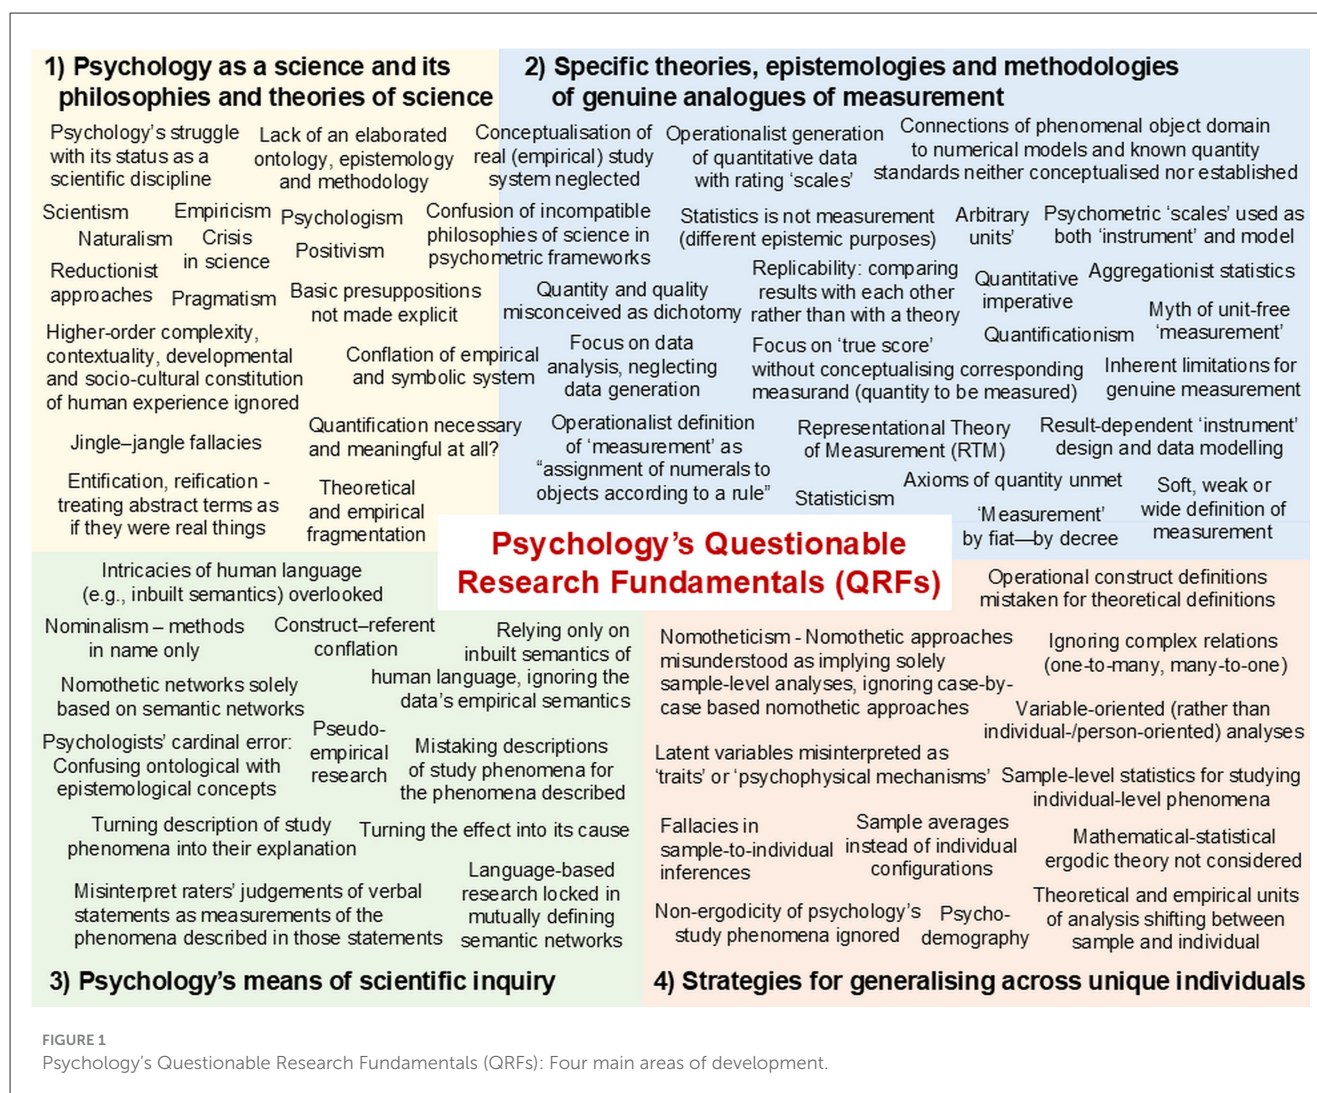 1) Psychology as a science and its
philosophies and theories of science
Psychology’s struggle
with its status as a
scientific discipline
Lack of an elaborated
ontology, epistemology
and methodology
Scientism
Empiricism
Psychologism
Naturalism
Crisis
in science
Positivism
Reductionist
approaches
Pragmatism
Basic presuppositions
not made explicit
Higher-order complexity,
contextuality, developmental
and socio-cultural constitution
of human experience ignored
Conflation of empirical
and symbolic system
Jingle–jangle fallacies
Quantification necessary
and meaningful at all?
Entification, reification -
treating abstract terms as
if they were real things
Theoretical
and empirical
fragmentation
2) Specific theories, epistemologies and methodologies
of genuine analogues of measurement
Conceptualisation of
real (empirical) study
system neglected
Operationalist generation
of quantitative data
with rating ‘scales’
Connections of phenomenal object domain
to numerical models and known quantity
standards neither conceptualised nor established
Confusion of incompatible
philosophies of science in
psychometric frameworks
Statistics is not measurement
(different epistemic purposes)
Arbitrary
units’
Psychometric ‘scales’ used as
both ‘instrument’ and model
Quantity and quality
misconceived as dichotomy
Replicability: comparing
results with each other
rather than with a theory
Quantitative
imperative
Aggregationist statistics
Quantificationism
Myth of unit-free
‘measurement’
Focus on data
analysis, neglecting
data generation
Focus on ‘true score’
without conceptualising corresponding
measurand (quantity to be measured)
Inherent limitations for
genuine measurement
Operationalist definition
of ‘measurement’ as
“assignment of numerals to
objects according to a rule”
Representational Theory
of Measurement (RTM)
Result-dependent ‘instrument’
design and data modelling
Statisticism
Axioms of quantity unmet
‘Measurement’
by fiat—by decree
Soft, weak or
wide definition of
measurement
Psychology’s Questionable
Research Fundamentals (QRFs)
Intricacies of human language
(e.g., inbuilt semantics) overlooked
Nominalism – methods
in name only
Construct–referent
conflation
Relying only on
inbuilt semantics of
human language, ignoring the
data’s empirical semantics
Nomothetic networks solely
based on semantic networks
Psychologists’ cardinal error:
Confusing ontological with
epistemological concepts
Pseudo-
empirical
research
Mistaking descriptions
of study phenomena for
the phenomena described
Turning description of study
phenomena into their explanation
Turning the effect into its cause
Misinterpret raters’ judgements of verbal
statements as measurements of the
phenomena described in those statements
Language-based
research locked in
mutually defining
semantic networks
3) Psychology’s means of scientific inquiry
Operational construct definitions
mistaken for theoretical definitions
Nomotheticism - Nomothetic approaches
misunderstood as implying solely
sample-level analyses, ignoring case-by-
case based nomothetic approaches
Ignoring complex relations
(one-to-many, many-to-one)
Variable-oriented (rather than
individual-/person-oriented) analyses
Latent variables misinterpreted as
‘traits’ or ‘psychophysical mechanisms’
Sample-level statistics for studying
individual-level phenomena
Fallacies in
sample-to-individual
inferences
Sample averages
instead of individual
configurations
Mathematical-statistical
ergodic theory not considered
Non-ergodicity of psychology’s
study phenomena ignored
Psycho-
demography
Theoretical and empirical units
of analysis shifting between
sample and individual
4) Strategies for generalising across unique individuals
FIGURE 1
Psychology’s Questionable Research Fundamentals (QRFs): Four main areas of development.